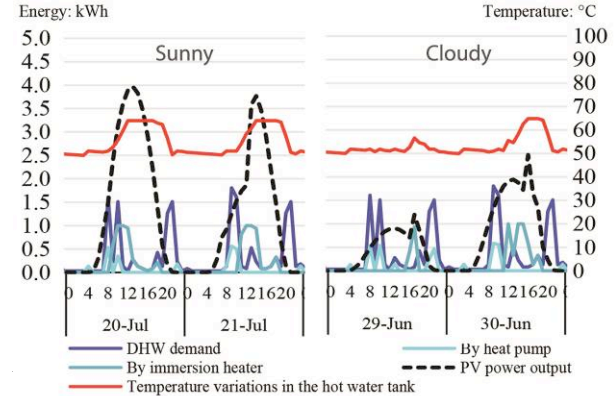 Energy: kWh Temperature: °C
Sunny Cloudy
5.0 100
4.5 90
4.0 80
3.5 70
3.0 60
2.5 50
2.0 40
1.5 30
1.0 20
0.5 10
0.0 0
0 4 8 12 16 20 0 4 8 12 16 20 0 4 8 12 16 20 0 4 8 12 16 20
20-Jul 21-Jul 29-Jun 30-Jun
DHW demand By heat pump
By immersion heater PV power output
Temperature variations in the hot water tank